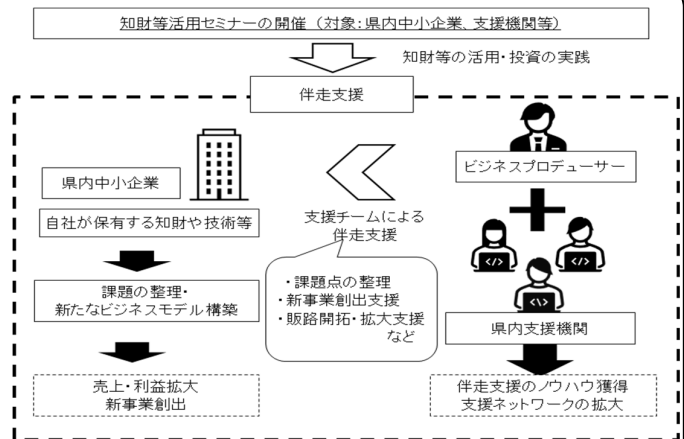 知財等活用セミナーの開催（対象：県内中小企業、支援機関等）
知財等の活用・投資の実践
伴走支援
ビジネスプロデューサー
県内中小企業
自社が保有する知財や技術等
支援チームによる
伴走支援
課題の整理・
新たなビジネスモデル構築
・課題点の整理
・新事業創出支援
・販路開拓・拡大支援
など
</>
</>
<\>
県内支援機関
売上・利益拡大
新事業創出
伴走支援のノウハウ獲得
支援ネットワークの拡大